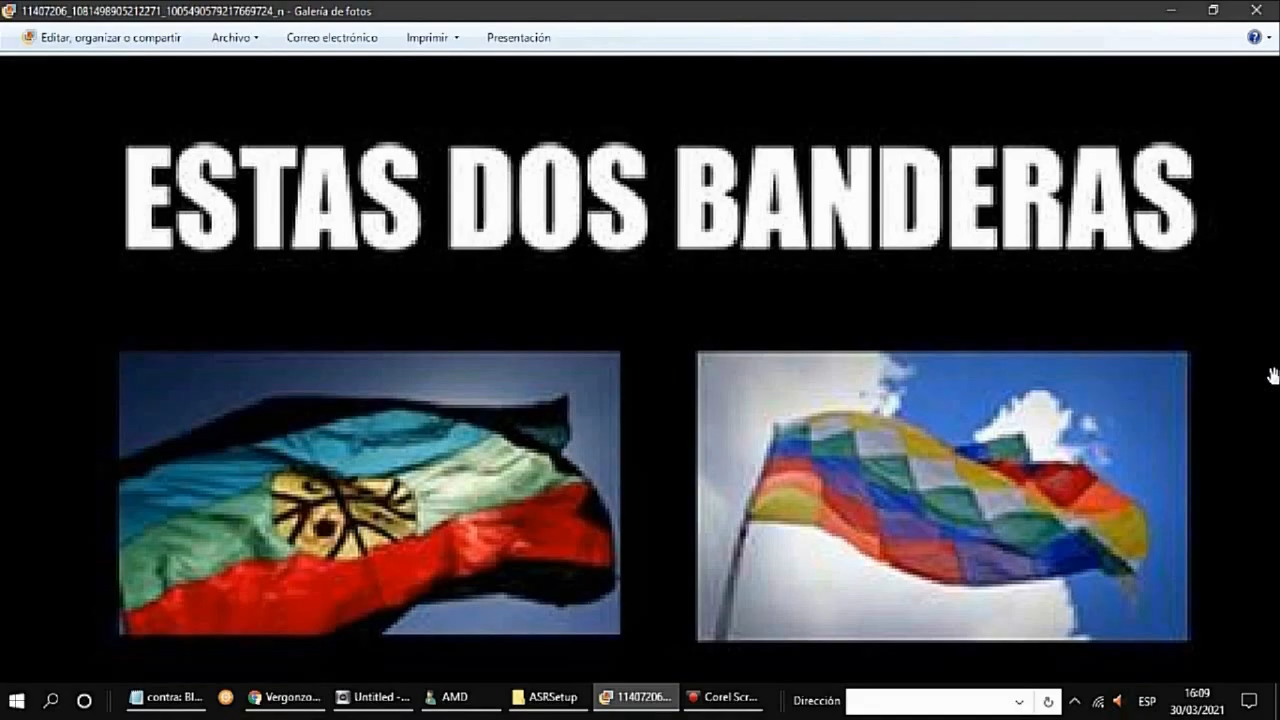 11407206_1081498905212271_1005490579217669724_n - Galería de fotos
Editar, organizar o compartir Archivo Correo electrónico Imprimir Presentación
ESTAS DOS BANDERAS
contra: Bl... Vergonzo... Untitled -... AMD ASRSetup 11407206... Corel Scr... Dirección ESP 16:09
30/03/2021